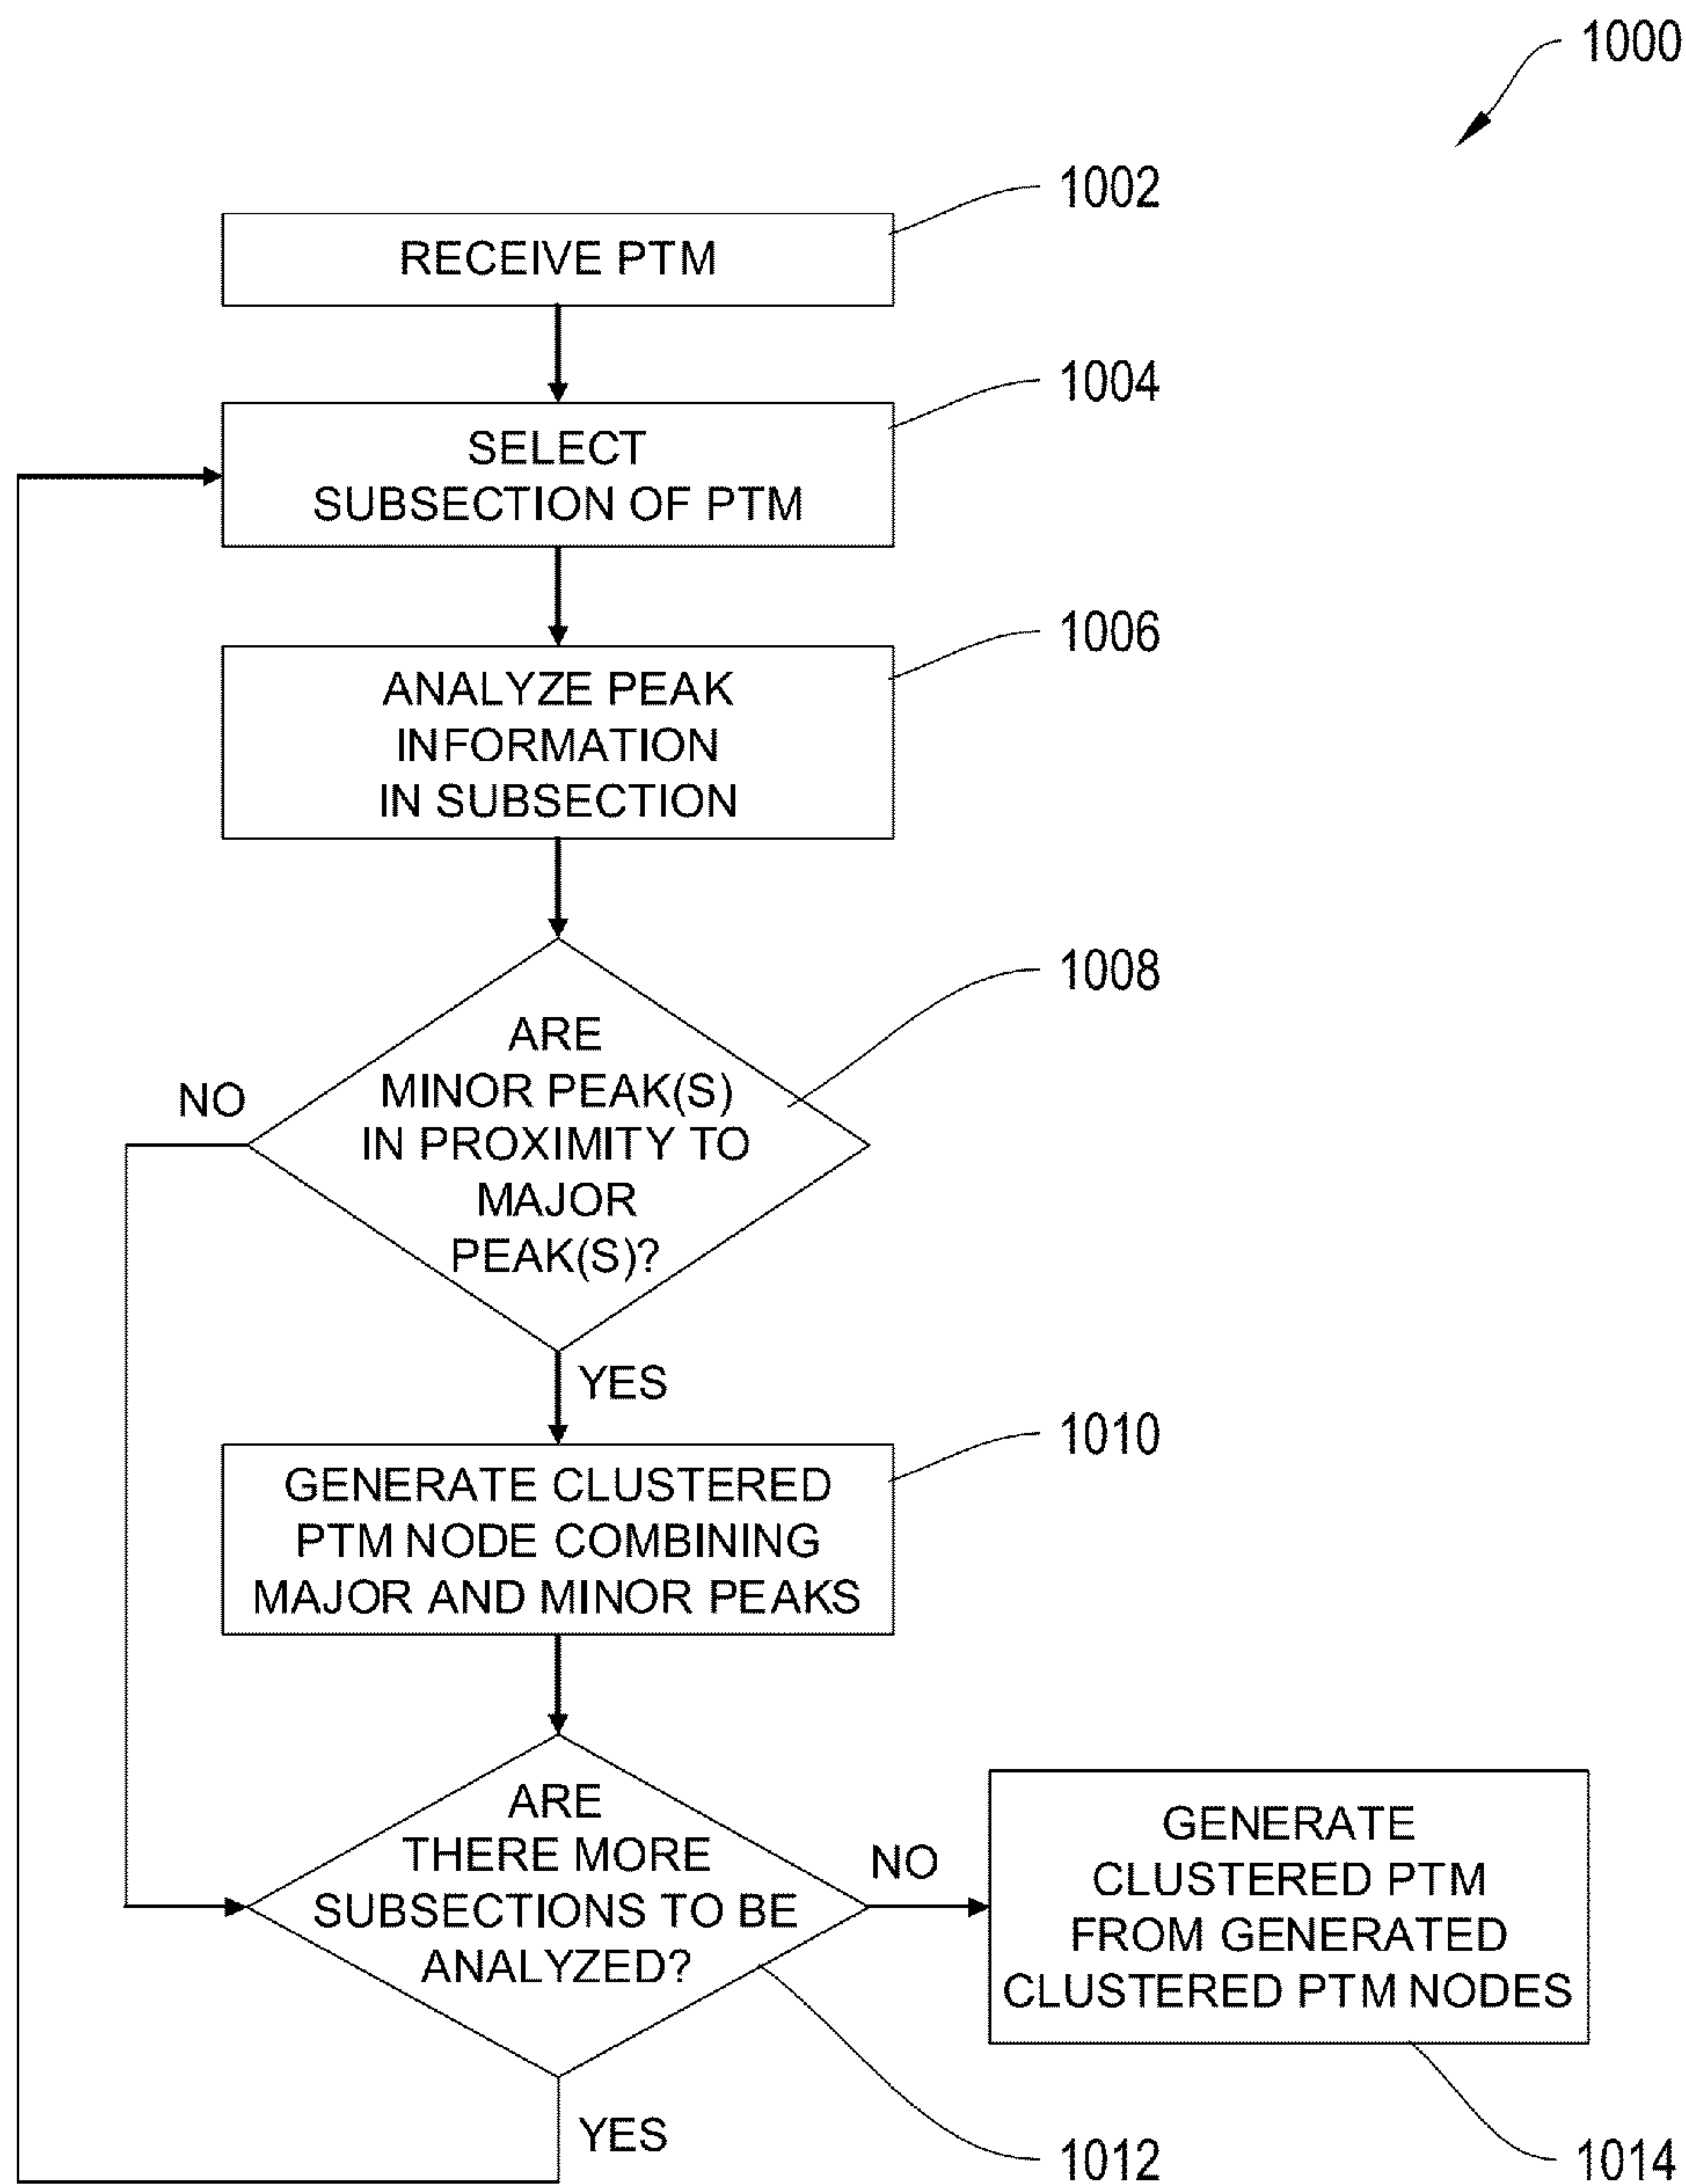 1000
1002
RECEIVE PTM
1004
SELECT
SUBSECTION OF PTM
1006
ANALYZE PEAK
INFORMATION
IN SUBSECTION
1008
ARE
MINOR PEAK(S)
IN PROXIMITY TO
MAJOR
PEAK(S)?
NO
YES
1010
GENERATE CLUSTERED
PTM NODE COMBINING
MAJOR AND MINOR PEAKS
ARE
THERE MORE
SUBSECTIONS TO BE
ANALYZED?
NO
GENERATE
CLUSTERED PTM
FROM GENERATED
CLUSTERED PTM NODES
YES
1012
1014